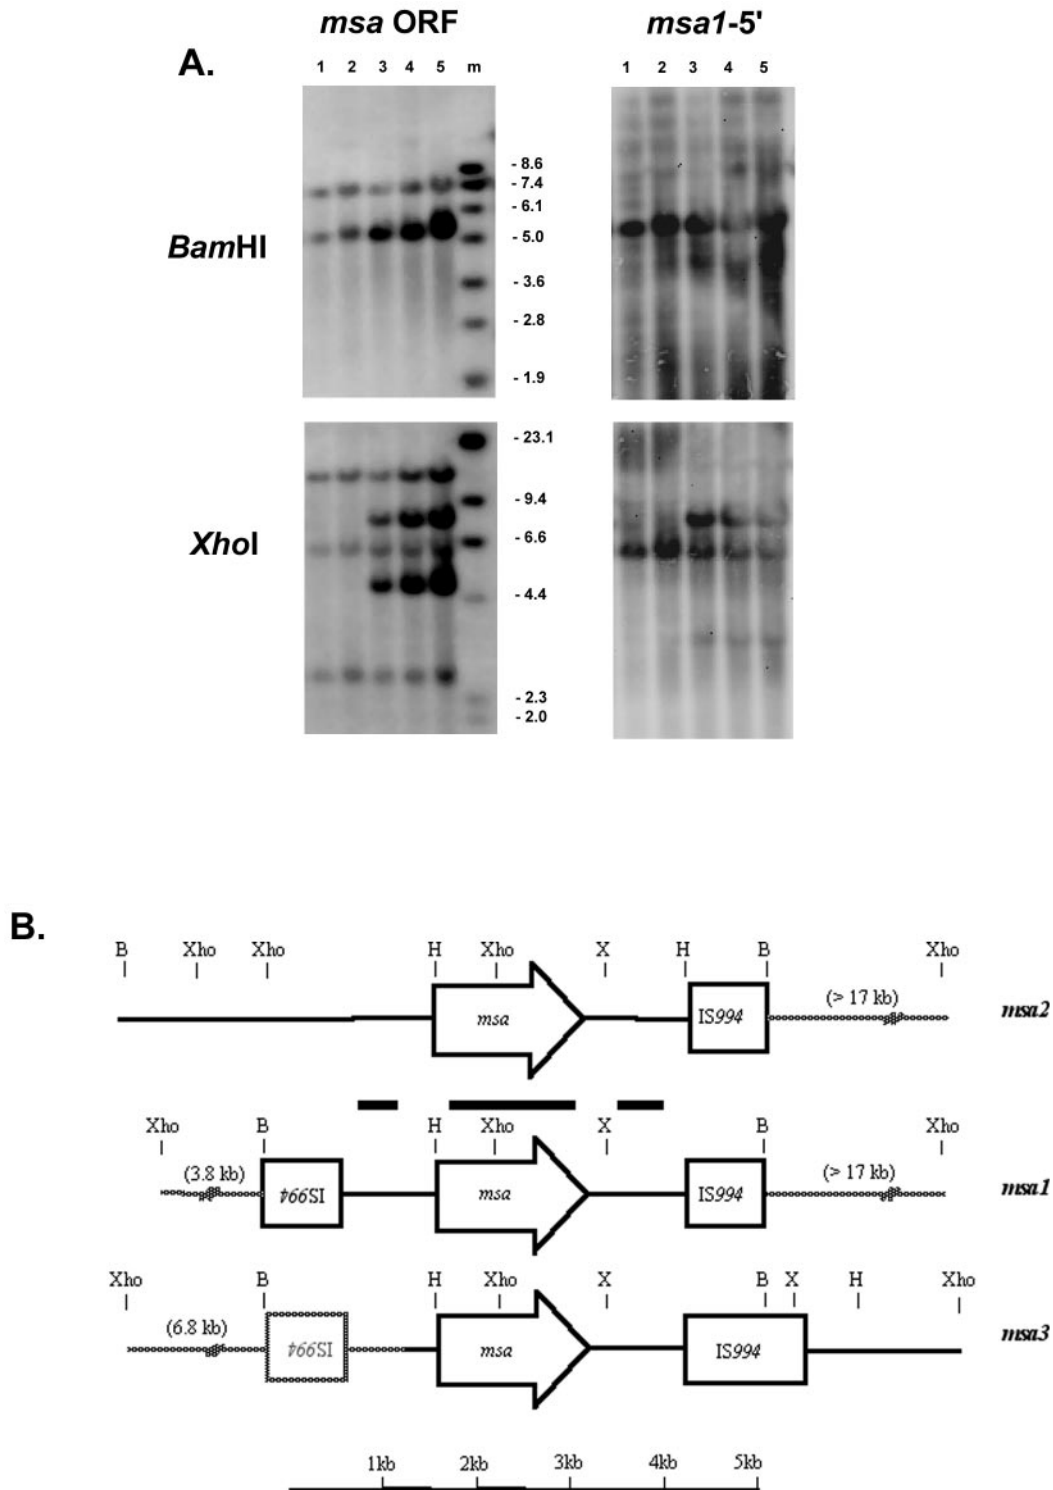 msa ORF msa1-5'
A.
1 2 3 4 5 m 1 2 3 4 5
BamHI
- 8.6
- 7.4
- 6.1
- 5.0
- 3.6
- 2.8
- 1.9
XhoI
- 23.1
- 9.4
- 6.6
- 4.4
- 2.3
- 2.0
B.
B Xho Xho H Xho X H B Xho
msa IS994 (> 17 kb) msa2
Xho B H Xho X B Xho
(3.8 kb) IS994 msa IS994 (> 17 kb) msa1
Xho B H Xho X B X H Xho
(6.8 kb) IS994 msa IS994 msa3
1kb 2kb 3kb 4kb 5kb